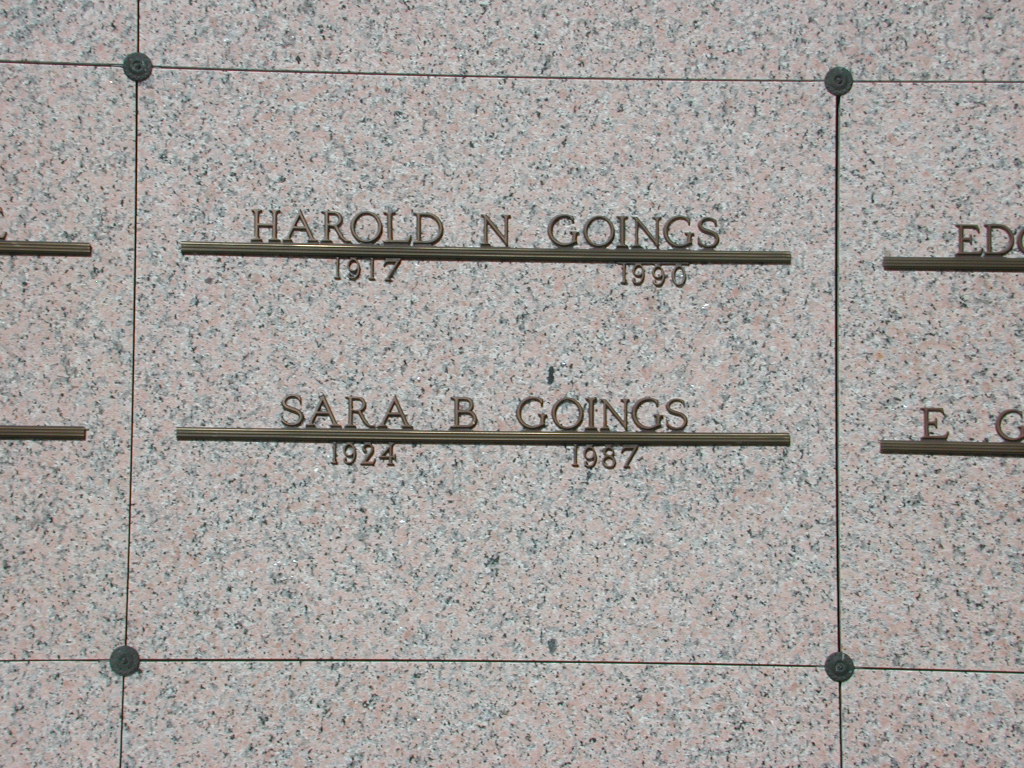 HAROLD N GOINGS
1917 1990
SARA B GOINGS
1924 1987
E G